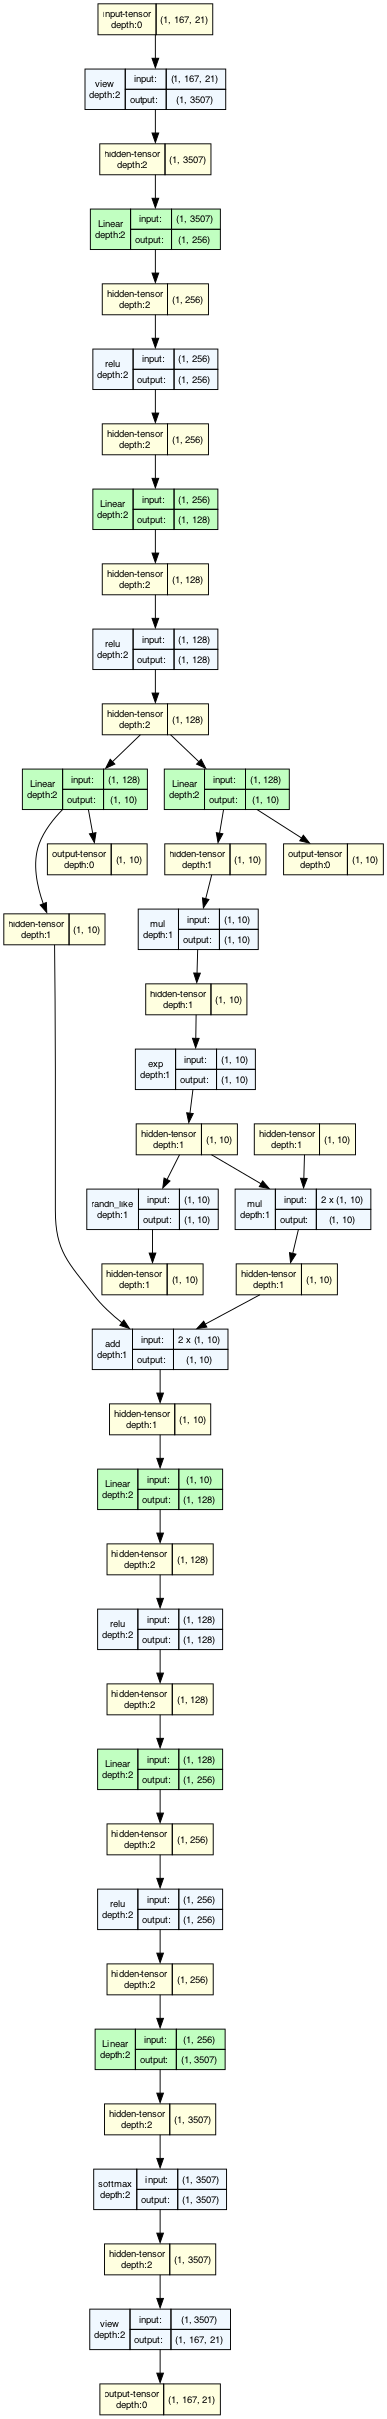 input-tensor
depth:0
(1, 167, 21)
view
depth:2
input:
(1, 167, 21)
output:
(1, 3507)
hidden-tensor
depth:2
(1, 3507)
Linear
depth:2
input:
(1, 3507)
output:
(1, 256)
hidden-tensor
depth:2
(1, 256)
relu
depth:2
input:
(1, 256)
output:
(1, 256)
hidden-tensor
depth:2
(1, 256)
Linear
depth:2
input:
(1, 256)
output:
(1, 128)
hidden-tensor
depth:2
(1, 128)
relu
depth:2
input:
(1, 128)
output:
(1, 128)
hidden-tensor
depth:2
(1, 128)
Linear
depth:2
input:
(1, 128)
output:
(1, 10)
Linear
depth:2
input:
(1, 128)
output:
(1, 10)
output-tensor
depth:0
(1, 10)
hidden-tensor
depth:1
(1, 10)
output-tensor
depth:0
(1, 10)
hidden-tensor
depth:1
(1, 10)
mul
depth:1
input:
(1, 10)
output:
(1, 10)
hidden-tensor
depth:1
(1, 10)
exp
depth:1
input:
(1, 10)
output:
(1, 10)
hidden-tensor
depth:1
(1, 10)
hidden-tensor
depth:1
(1, 10)
randn_like
depth:1
input:
(1, 10)
output:
(1, 10)
mul
depth:1
input:
2 x (1, 10)
output:
(1, 10)
hidden-tensor
depth:1
(1, 10)
hidden-tensor
depth:1
(1, 10)
add
depth:1
input:
2 x (1, 10)
output:
(1, 10)
hidden-tensor
depth:1
(1, 10)
Linear
depth:2
input:
(1, 10)
output:
(1, 128)
hidden-tensor
depth:2
(1, 128)
relu
depth:2
input:
(1, 128)
output:
(1, 128)
hidden-tensor
depth:2
(1, 128)
Linear
depth:2
input:
(1, 128)
output:
(1, 256)
hidden-tensor
depth:2
(1, 256)
relu
depth:2
input:
(1, 256)
output:
(1, 256)
hidden-tensor
depth:2
(1, 256)
Linear
depth:2
input:
(1, 256)
output:
(1, 3507)
hidden-tensor
depth:2
(1, 3507)
softmax
depth:2
input:
(1, 3507)
output:
(1, 3507)
hidden-tensor
depth:2
(1, 3507)
view
depth:2
input:
(1, 3507)
output:
(1, 167, 21)
output-tensor
depth:0
(1, 167, 21)